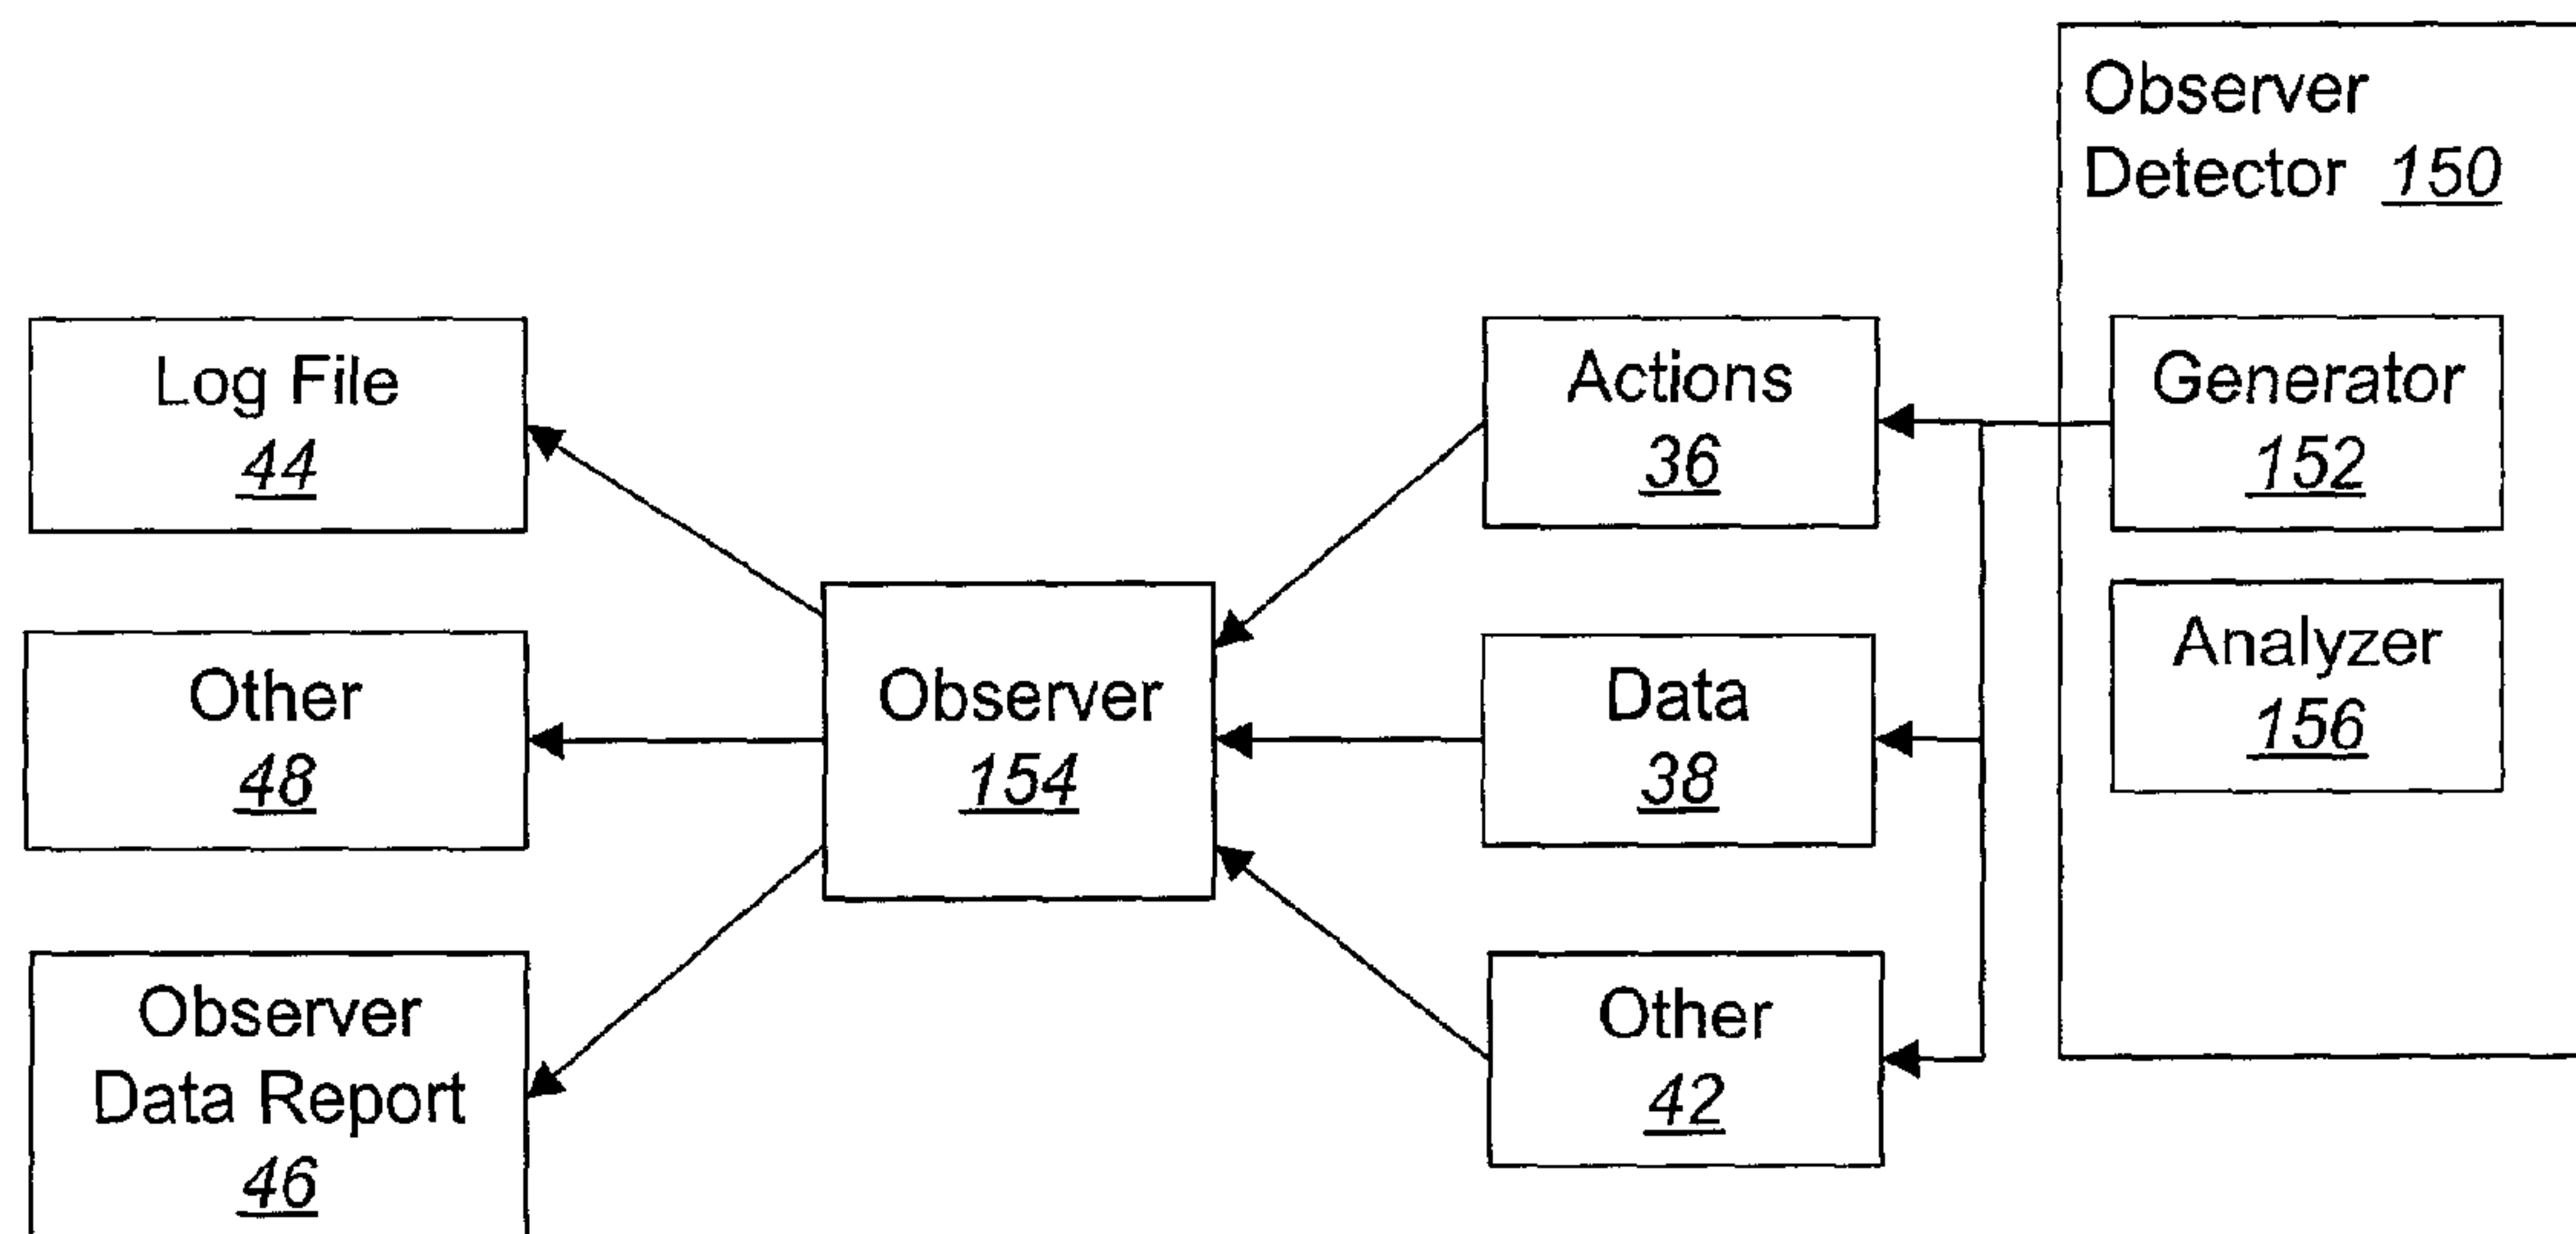 Observer
Detector 150
Log File
44
Actions
36
Generator
152
Other
48
Observer
154
Data
38
Analyzer
156
Observer
Data Report
46
Other
42